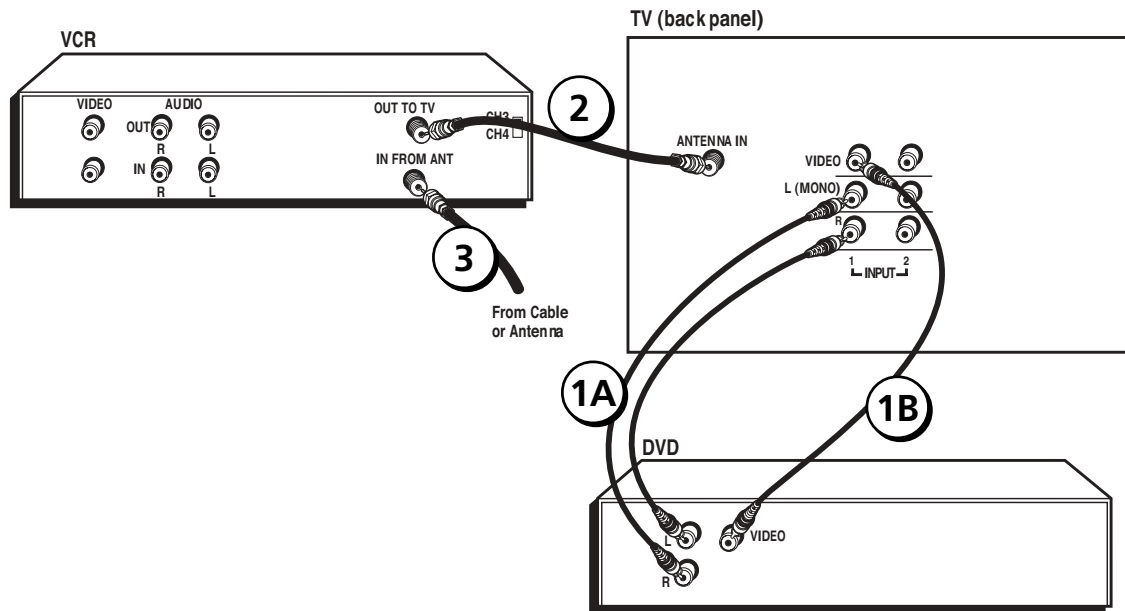 TV (back panel)
VCR
VIDEO AUDIO
OUT
R L
IN
R L
OUT TO TV
CH3
CH4
IN FROM ANT
2
3
From Cable
or Antenna
ANTENNA IN
VIDEO
L (MONO)
R
1 2
INPUT
1A
1B
DVD
L
R
VIDEO